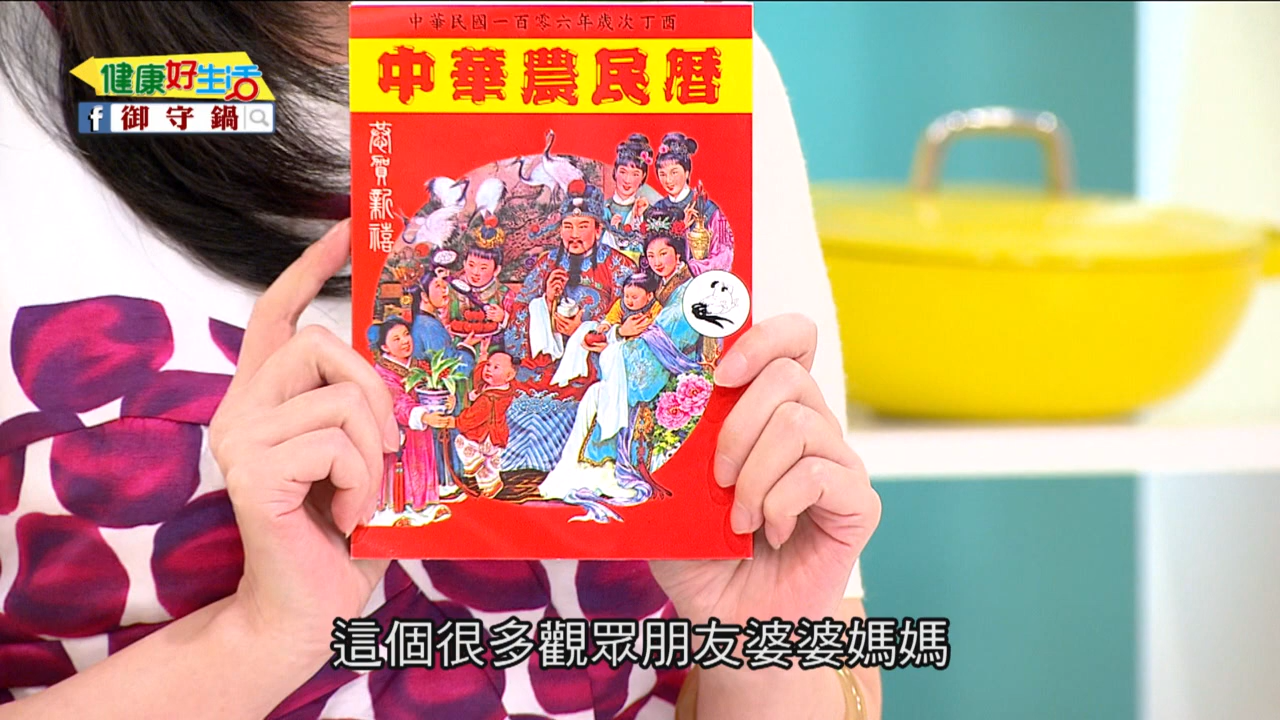 中華民國一百零六年歲次丁酉
中華農民曆
恭賀新禧
健康好生活
f 御守鍋
這個很多觀眾朋友婆婆媽媽